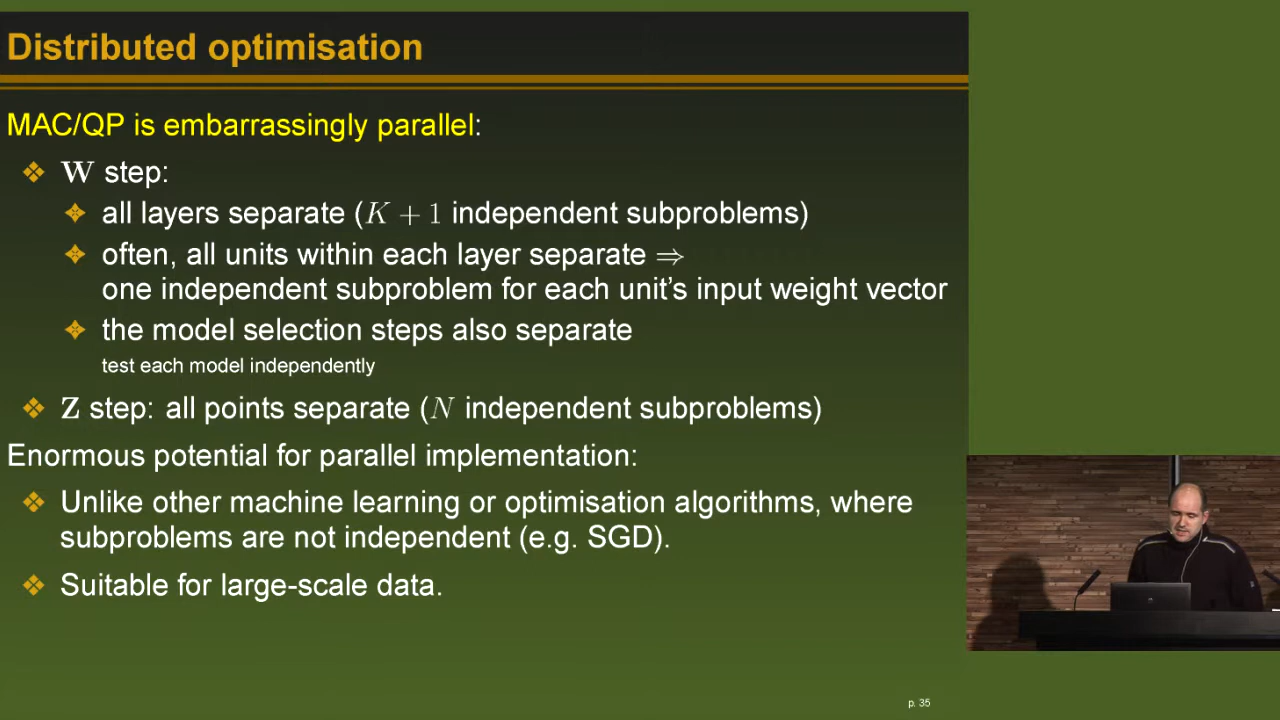 Distributed optimisation
MAC/QP is embarrassingly parallel:
❖ W step:
❖ all layers separate (K + 1 independent subproblems)
❖ often, all units within each layer separate ⇒
one independent subproblem for each unit's input weight vector
❖ the model selection steps also separate
test each model independently
❖ Z step: all points separate (N independent subproblems)
Enormous potential for parallel implementation:
❖ Unlike other machine learning or optimisation algorithms, where
subproblems are not independent (e.g. SGD).
❖ Suitable for large-scale data.
p. 35